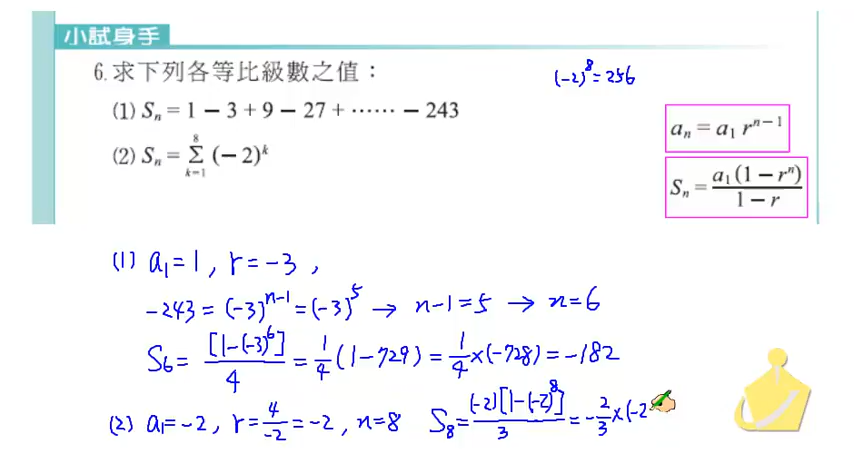 小試身手
6. 求下列各等比級數之值：
(-2)^8 = 256
(1) Sₙ = 1 − 3 + 9 − 27 + …… − 243
(2) Sₙ = Σ_{k=1}^{8} (−2)^k
aₙ = a₁ r^{n−1}
Sₙ = a₁(1 − rⁿ) / (1 − r)
(1) a₁ = 1, r = −3,
−243 = (−3)^{n−1} = (−3)^5 → n−1 = 5 → n = 6
S₆ = [1−(−3)^6] / 4 = 1/4 (1−729) = 1/4 × (−728) = −182
(2) a₁ = −2, r = 4/−2 = −2, n = 8 S₈ = (−2)[1−(−2)^8] / 3 = −2/3 × (−2